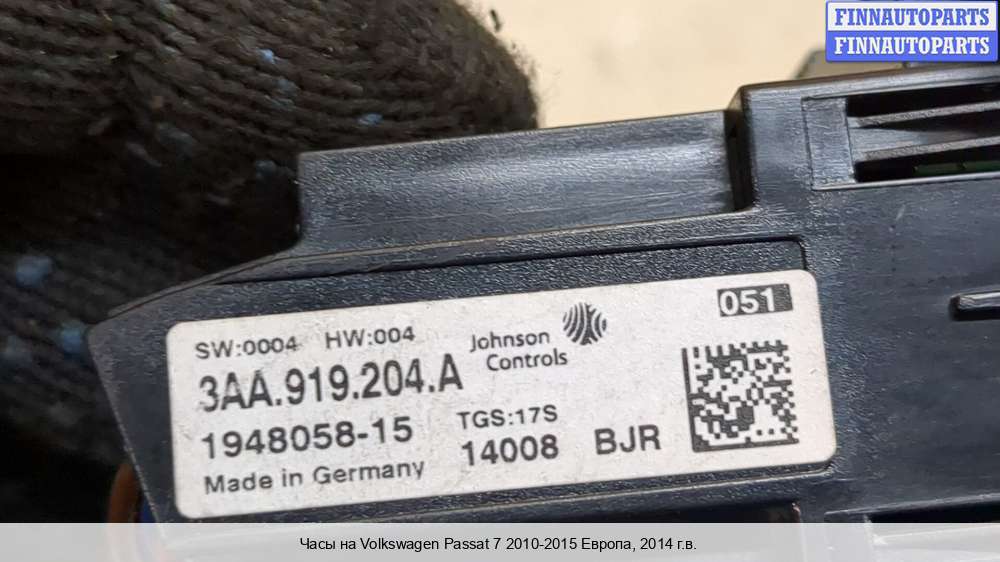 FINNAUTOPARTS
FINNAUTOPARTS
051
SW:0004 HW:004
Johnson
Controls
3AA.919.204.A
1948058-15
TGS:17S
14008 BJR
Made in Germany
Часы на Volkswagen Passat 7 2010-2015 Европа, 2014 г.в.